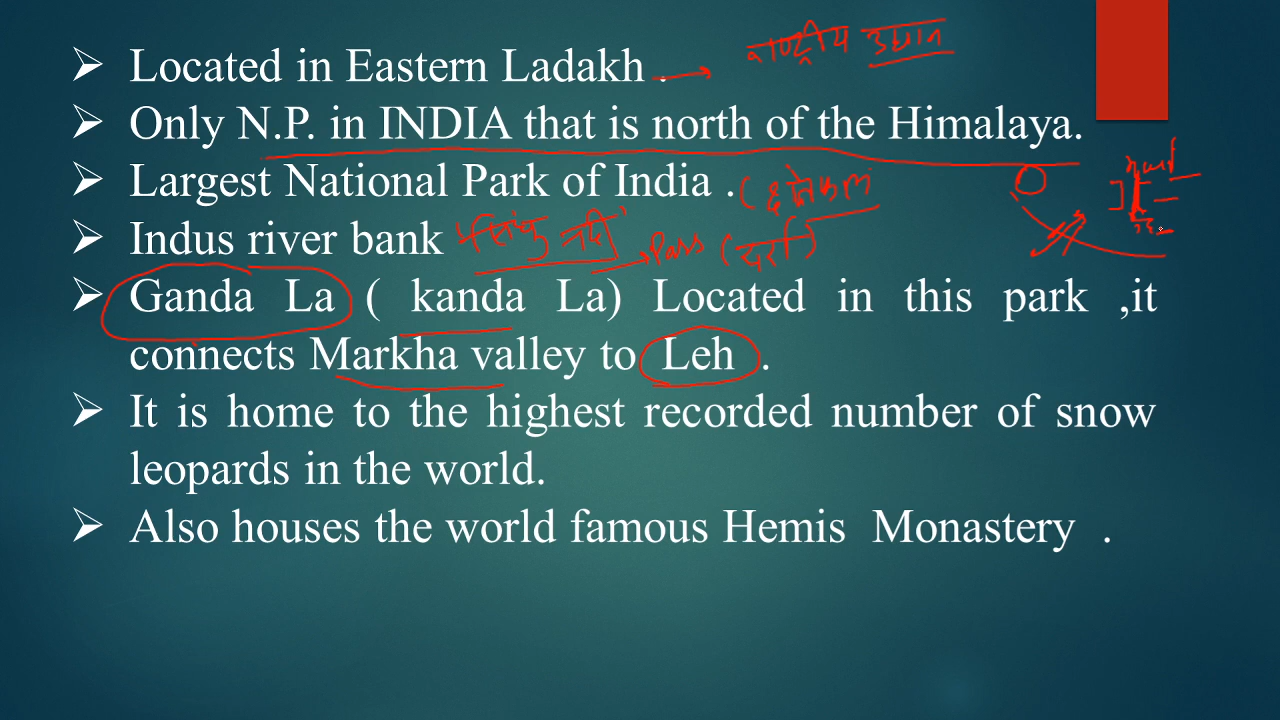 ➢ Located in Eastern Ladakh . राष्ट्रीय उद्यान
➢ Only N.P. in INDIA that is north of the Himalaya.
➢ Largest National Park of India . (क्षेत्रफल
➢ Indus river bank सिंधु नदी Pass (दर्रा)
➢ Ganda La ( kanda La) Located in this park ,it
connects Markha valley to Leh .
➢ It is home to the highest recorded number of snow
leopards in the world.
➢ Also houses the world famous Hemis Monastery .